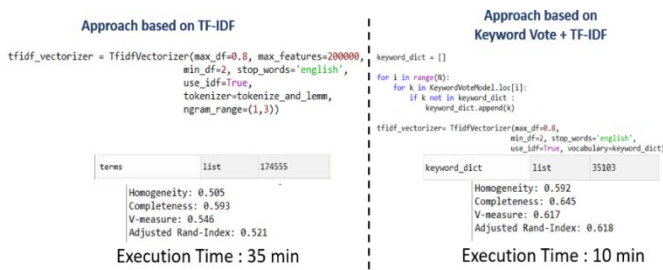 Approach based on TF-IDF
tfidf_vectorizer = TfidfVectorizer(max_df=0.8, max_features=200000,
min_df=2, stop_words='english',
use_idf=True,
tokenizer=tokenize_and_lemm,
ngram_range=(1,3))
terms list 174555
Homogeneity: 0.505
Completeness: 0.593
V-measure: 0.546
Adjusted Rand-Index: 0.521
Execution Time : 35 min
Approach based on
Keyword Vote + TF-IDF
keyword_dict = []
for i in range(N):
for k in KeywordVoteModel.loc[i]:
if k not in keyword_dict :
keyword_dict.append(k)
tfidf_vectorizer= TfidfVectorizer(max_df=0.8,
min_df=2, stop_words='english',
use_idf=True, vocabulary=keyword_dict)
keyword_dict list 35103
Homogeneity: 0.592
Completeness: 0.645
V-measure: 0.617
Adjusted Rand-Index: 0.618
Execution Time : 10 min